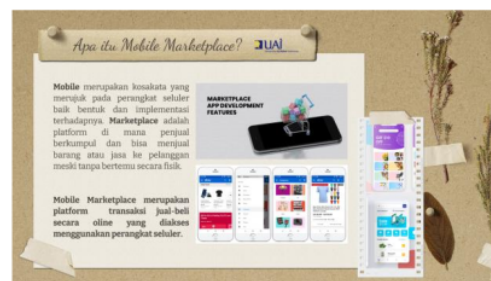 Apa itu Mobile Marketplace?
UAI
Mobile merupakan kosakata yang
merujuk pada perangkat seluler
baik bentuk dan implementasi
terhadapnya. Marketplace adalah
platform di mana penjual
berkumpul dan bisa menjual
barang atau jasa ke pelanggan
meski tanpa bertemu secara fisik.
Mobile Marketplace merupakan
platform transaksi jual-beli
secara oline yang diakses
menggunakan perangkat seluler.
MARKETPLACE
APP DEVELOPMENT
FEATURES